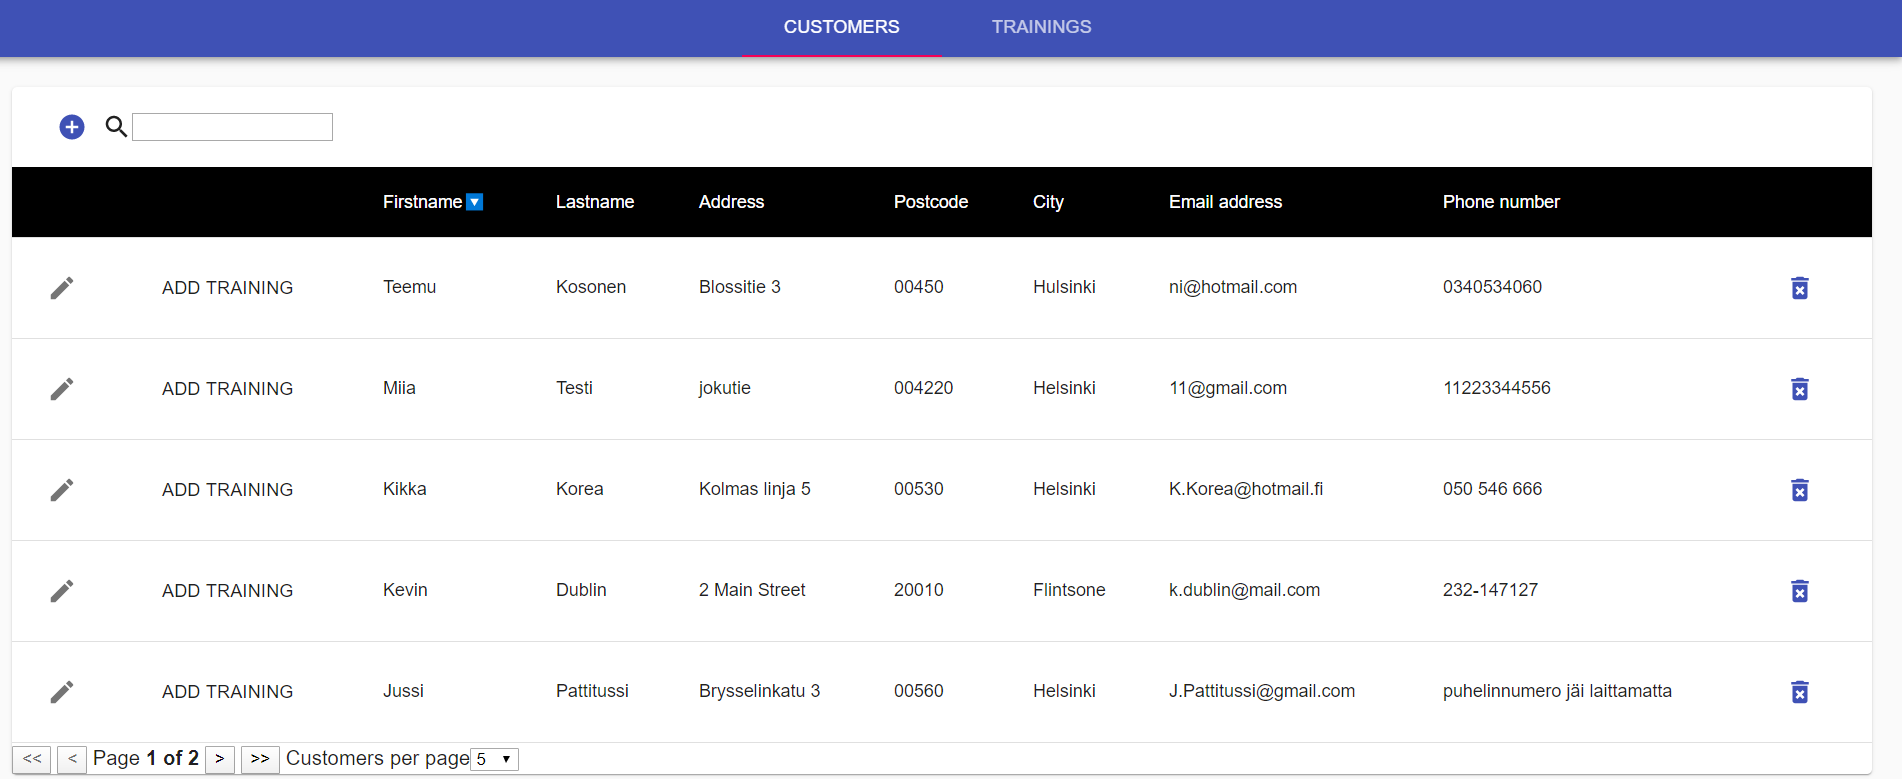 CUSTOMERS TRAININGS
Firstname Lastname Address Postcode City Email address Phone number
ADD TRAINING Teemu Kosonen Blossitie 3 00450 Hulsinki ni@hotmail.com 0340534060
ADD TRAINING Miia Testi jokutie 004220 Helsinki 11@gmail.com 11223344556
ADD TRAINING Kikka Korea Kolmas linja 5 00530 Helsinki K.Korea@hotmail.fi 050 546 666
ADD TRAINING Kevin Dublin 2 Main Street 20010 Flintsone k.dublin@mail.com 232-147127
ADD TRAINING Jussi Pattitussi Brysselinkatu 3 00560 Helsinki J.Pattitussi@gmail.com puhelinnumero jäi laittamatta
<< < Page 1 of 2 > >> Customers per page 5